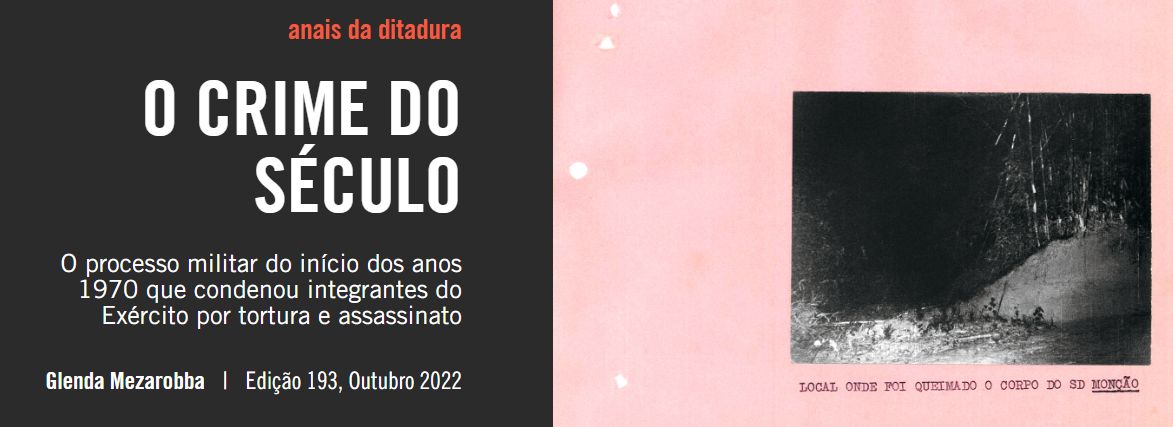 anais da ditadura
O CRIME DO
SÉCULO
O processo militar do início dos anos
1970 que condenou integrantes do
Exército por tortura e assassinato
Glenda Mezarobba | Edição 193, Outubro 2022
LOCAL ONDE FOI QUEIMADO O CORPO DO SD MONÇÃO